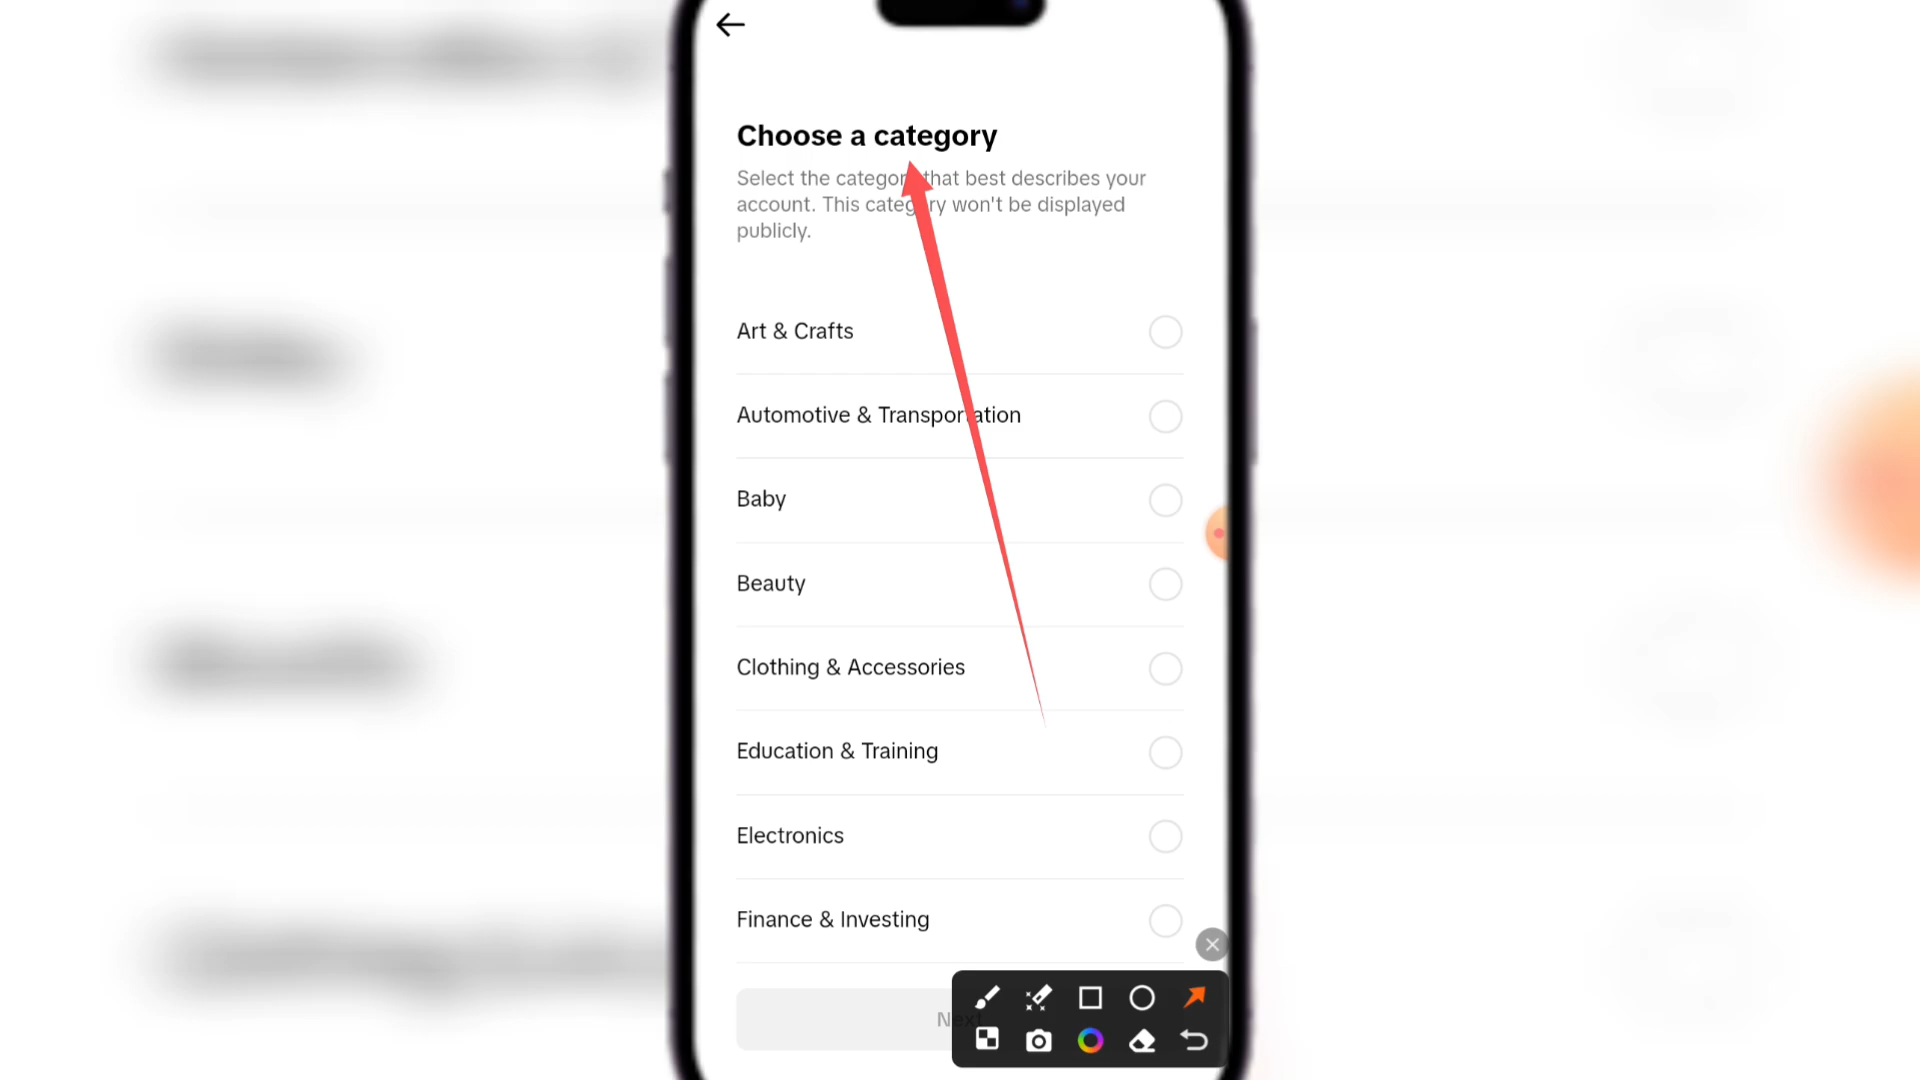 Choose a category
Select the category that best describes your
account. This category won't be displayed
publicly.
Art & Crafts
Automotive & Transportation
Baby
Beauty
Clothing & Accessories
Education & Training
Electronics
Finance & Investing
Next